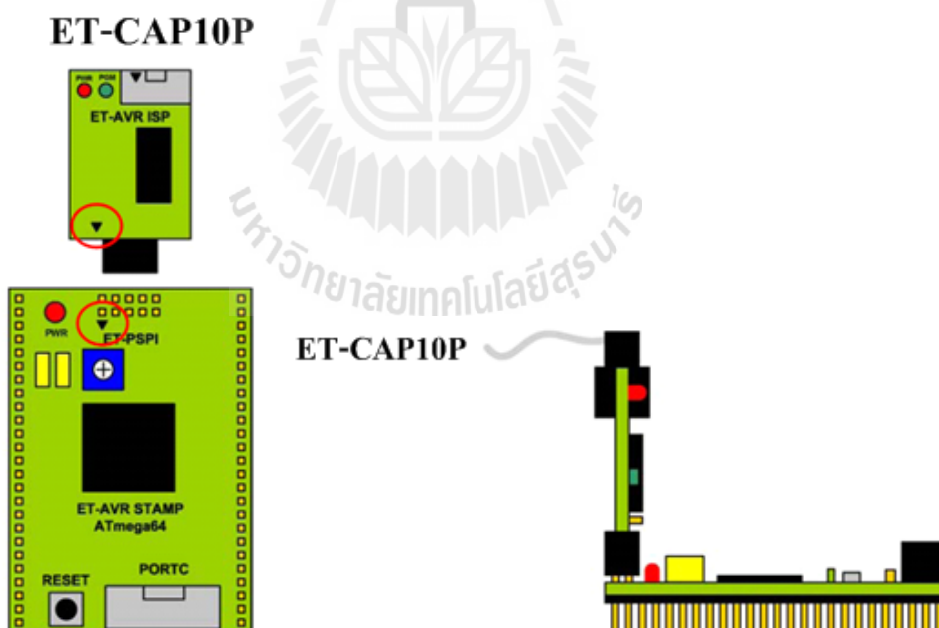 ET-CAP10P
PWR PGM
ET-AVR ISP
มหาวิทยาลัยเทคโนโลยีสุรนารี
PWR
ET-PSPI
ET-CAP10P
ET-AVR STAMP
ATmega64
PORTC
RESET